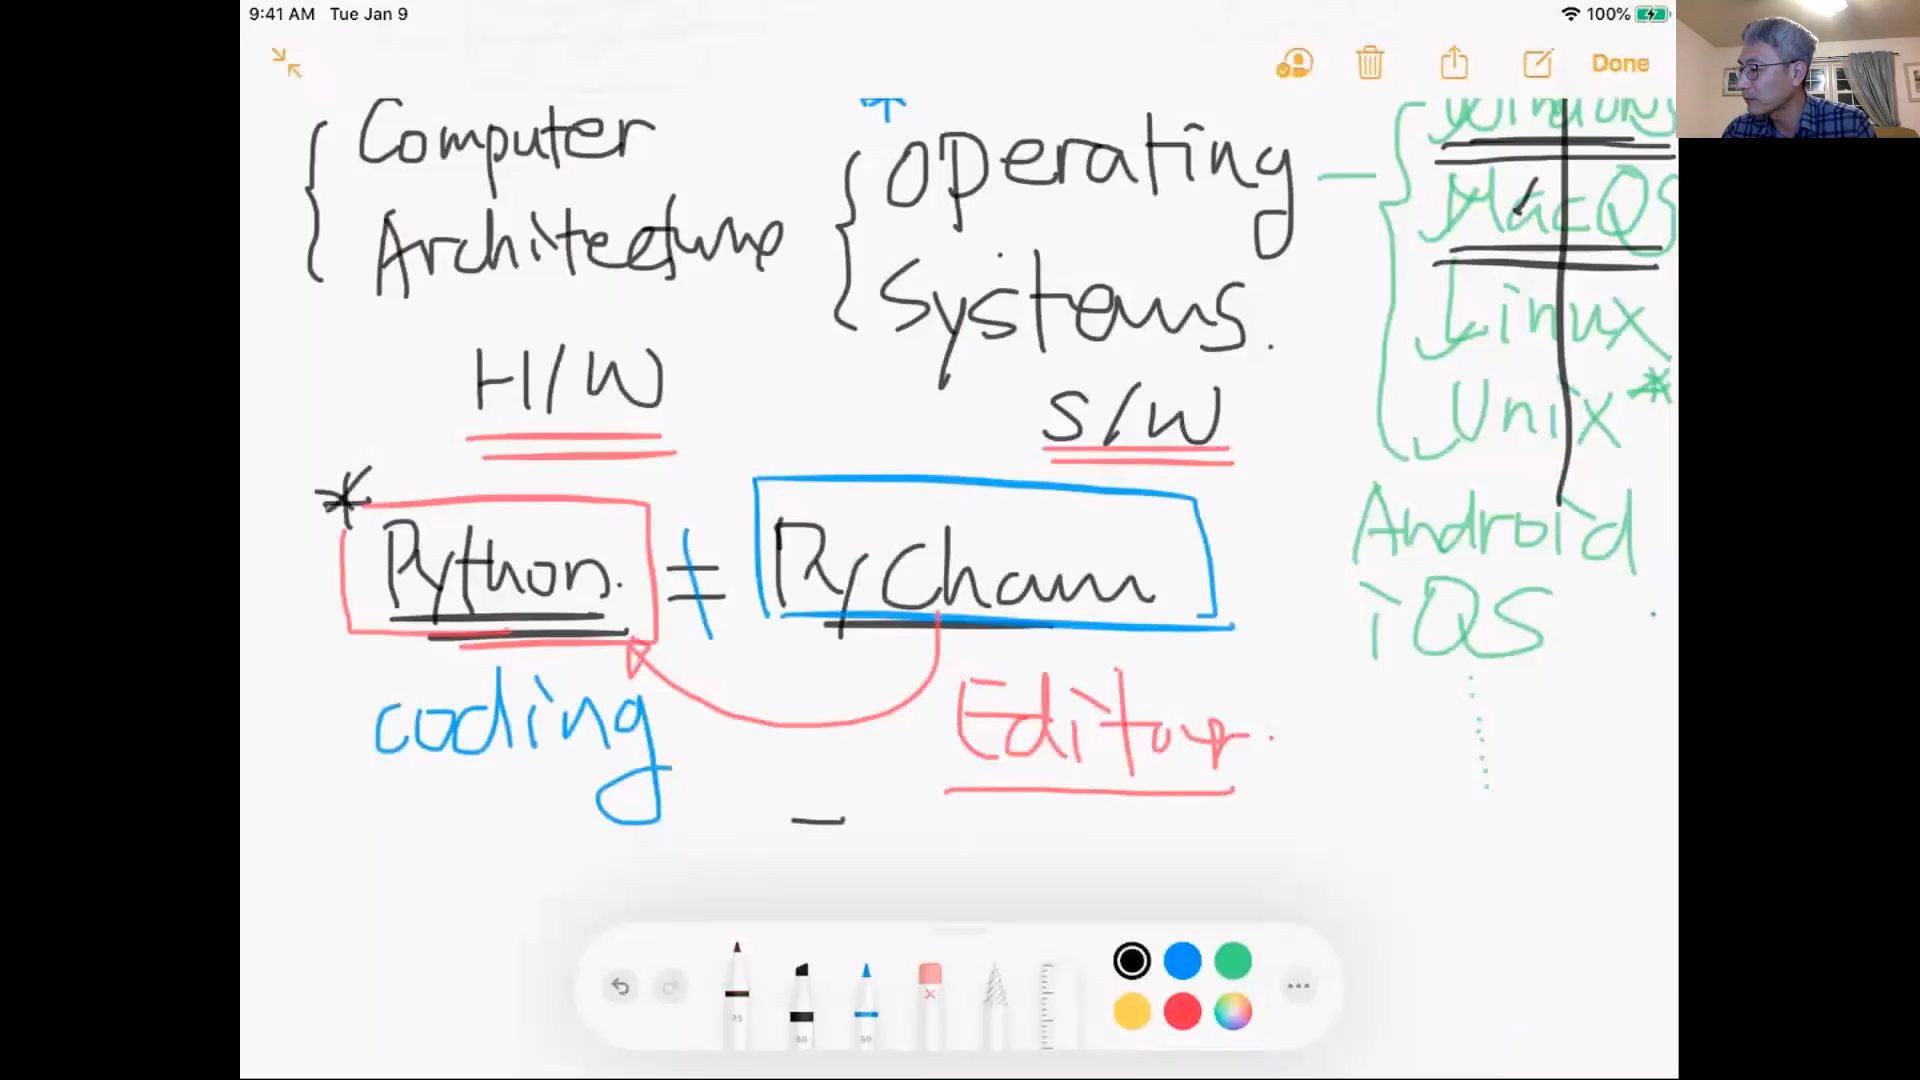 9:41 AM Tue Jan 9
100%
Done
Computer
Architecture
H/W
Operating
Systems.
S/W
Windows
MacOS
Linux
Unix *
Android
iOS
* Python. ≠ PyCharm
coding
Editor.